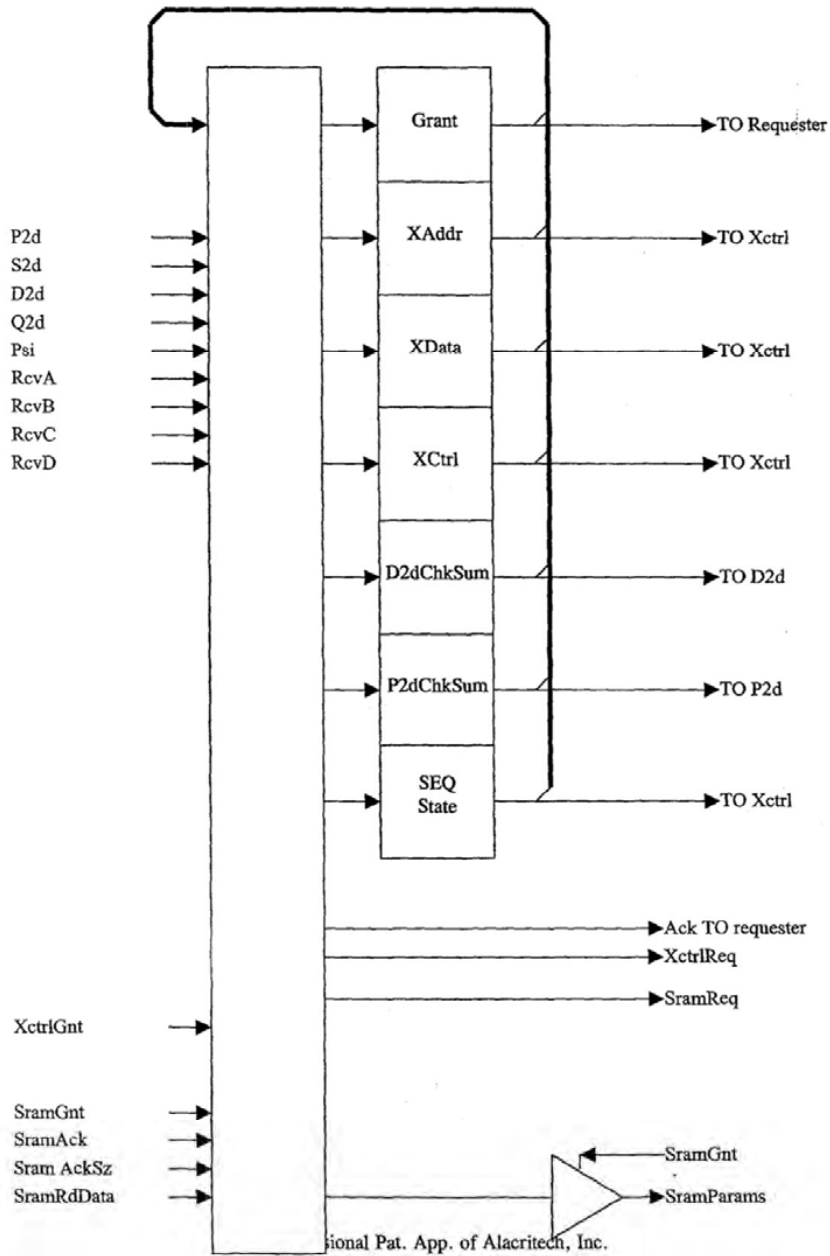 Grant
TO Requester
P2d
XAddr
TO Xctrl
S2d
D2d
Q2d
Psi
XData
TO Xctrl
RcvA
RcvB
RcvC
RcvD
XCtrl
TO Xctrl
D2dChkSum
TO D2d
P2dChkSum
TO P2d
SEQ
State
TO Xctrl
Ack TO requester
XctrlReq
SramReq
XctrlGnt
SramGnt
SramAck
SramGnt
Sram AckSz
SramRdData
SramParams
sional Pat. App. of Alacritech, Inc.